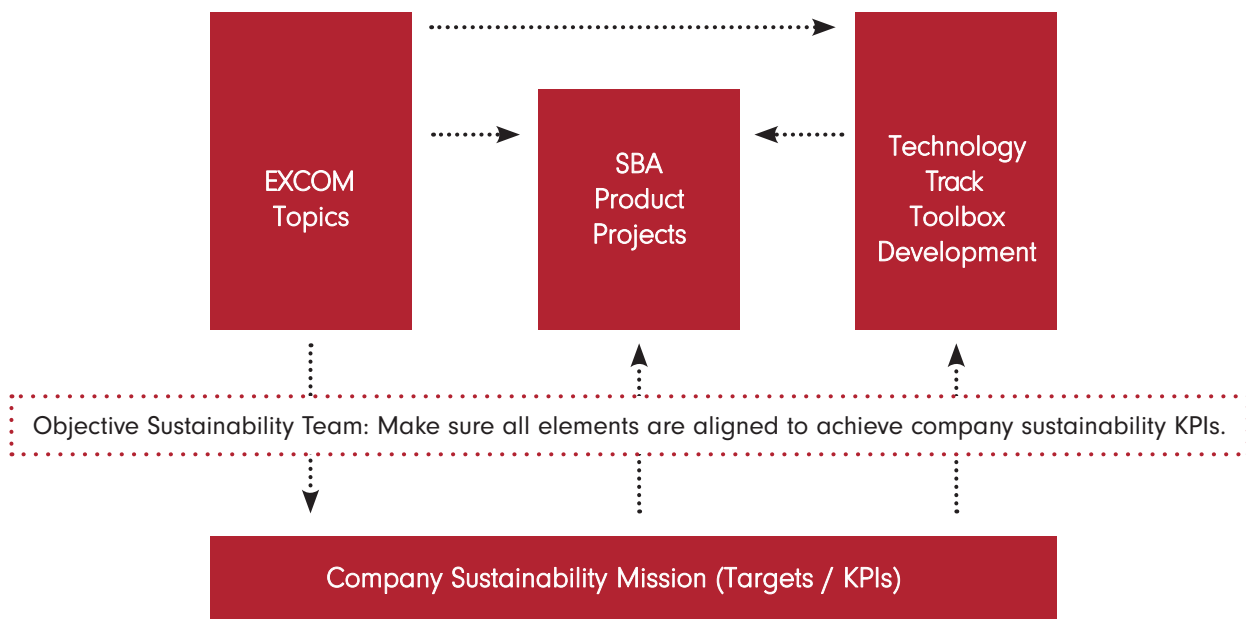 EXCOM
Topics
SBA
Product
Projects
Technology
Track
Toolbox
Development
Objective Sustainability Team: Make sure all elements are aligned to achieve company sustainability KPIs.
Company Sustainability Mission (Targets / KPIs)